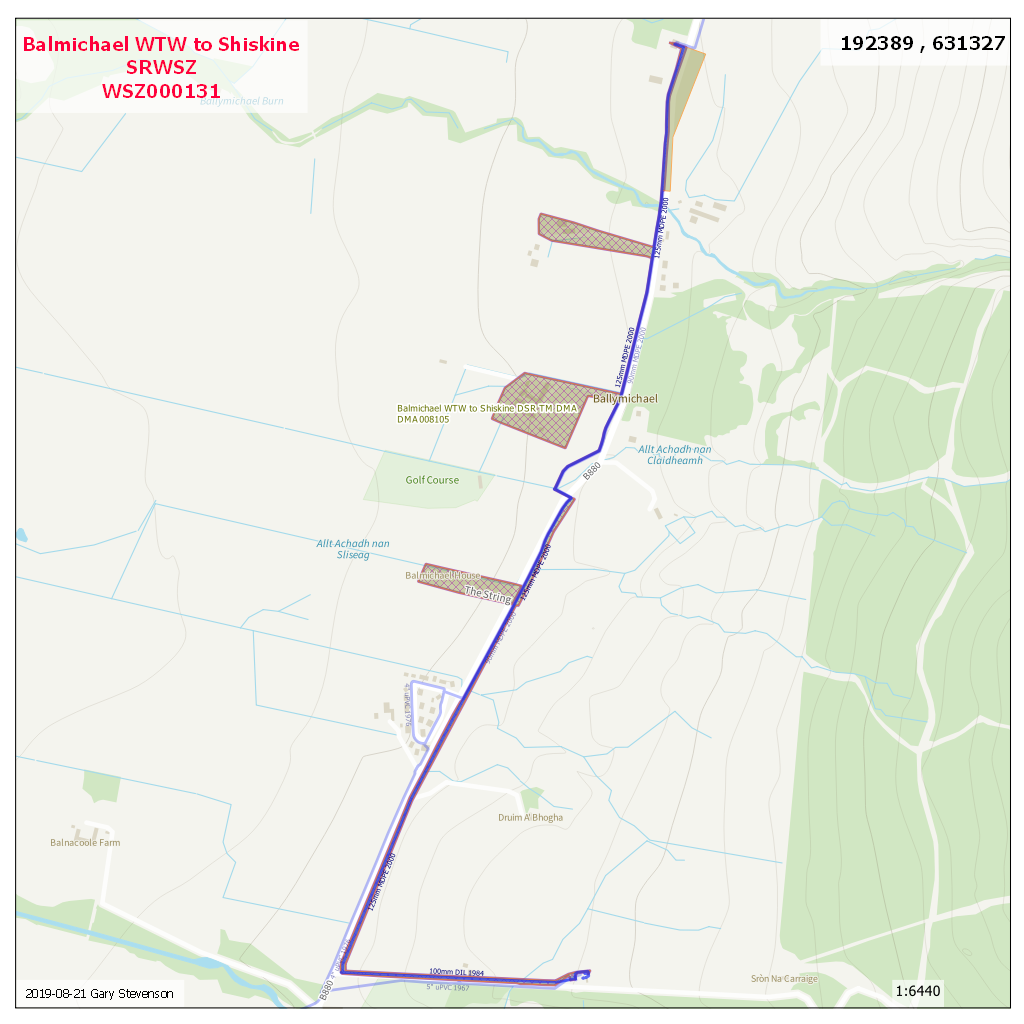 Balmichael WTW to Shiskine
SRWSZ
WSZ000131
192389 , 631327
Ballymichael Burn
125mm MDPE 2000
125mm MDPE 2000
90mm MDPE 2000
Ballymichael
Balmichael WTW to Shiskine DSR TM DMA
DMA 008105
Allt Achadh nan
Claidheamh
B880
Golf Course
Allt Achadh nan
Sliseag
125mm MDPE 2000
Balmichael House
The String
4" uPVC 1976
Druim A' Bhogha
Balnacoole Farm
125mm MDPE 2000
B880
100mm DIL 1984
5" uPVC 1967
Sròn Na Carraige
2019-08-21 Gary Stevenson
1:6440